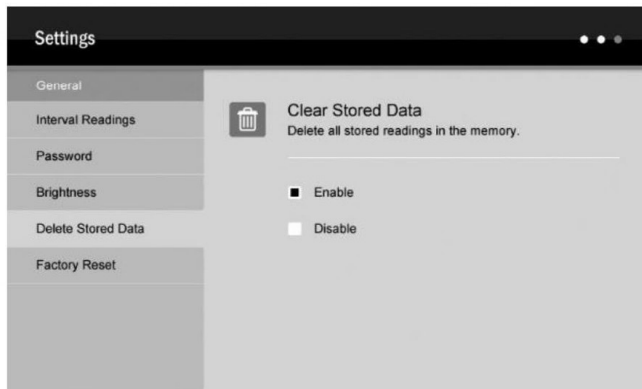 Settings
General
Interval Readings
Password
Brightness
Delete Stored Data
Factory Reset
Clear Stored Data
Delete all stored readings in the memory.
Enable
Disable